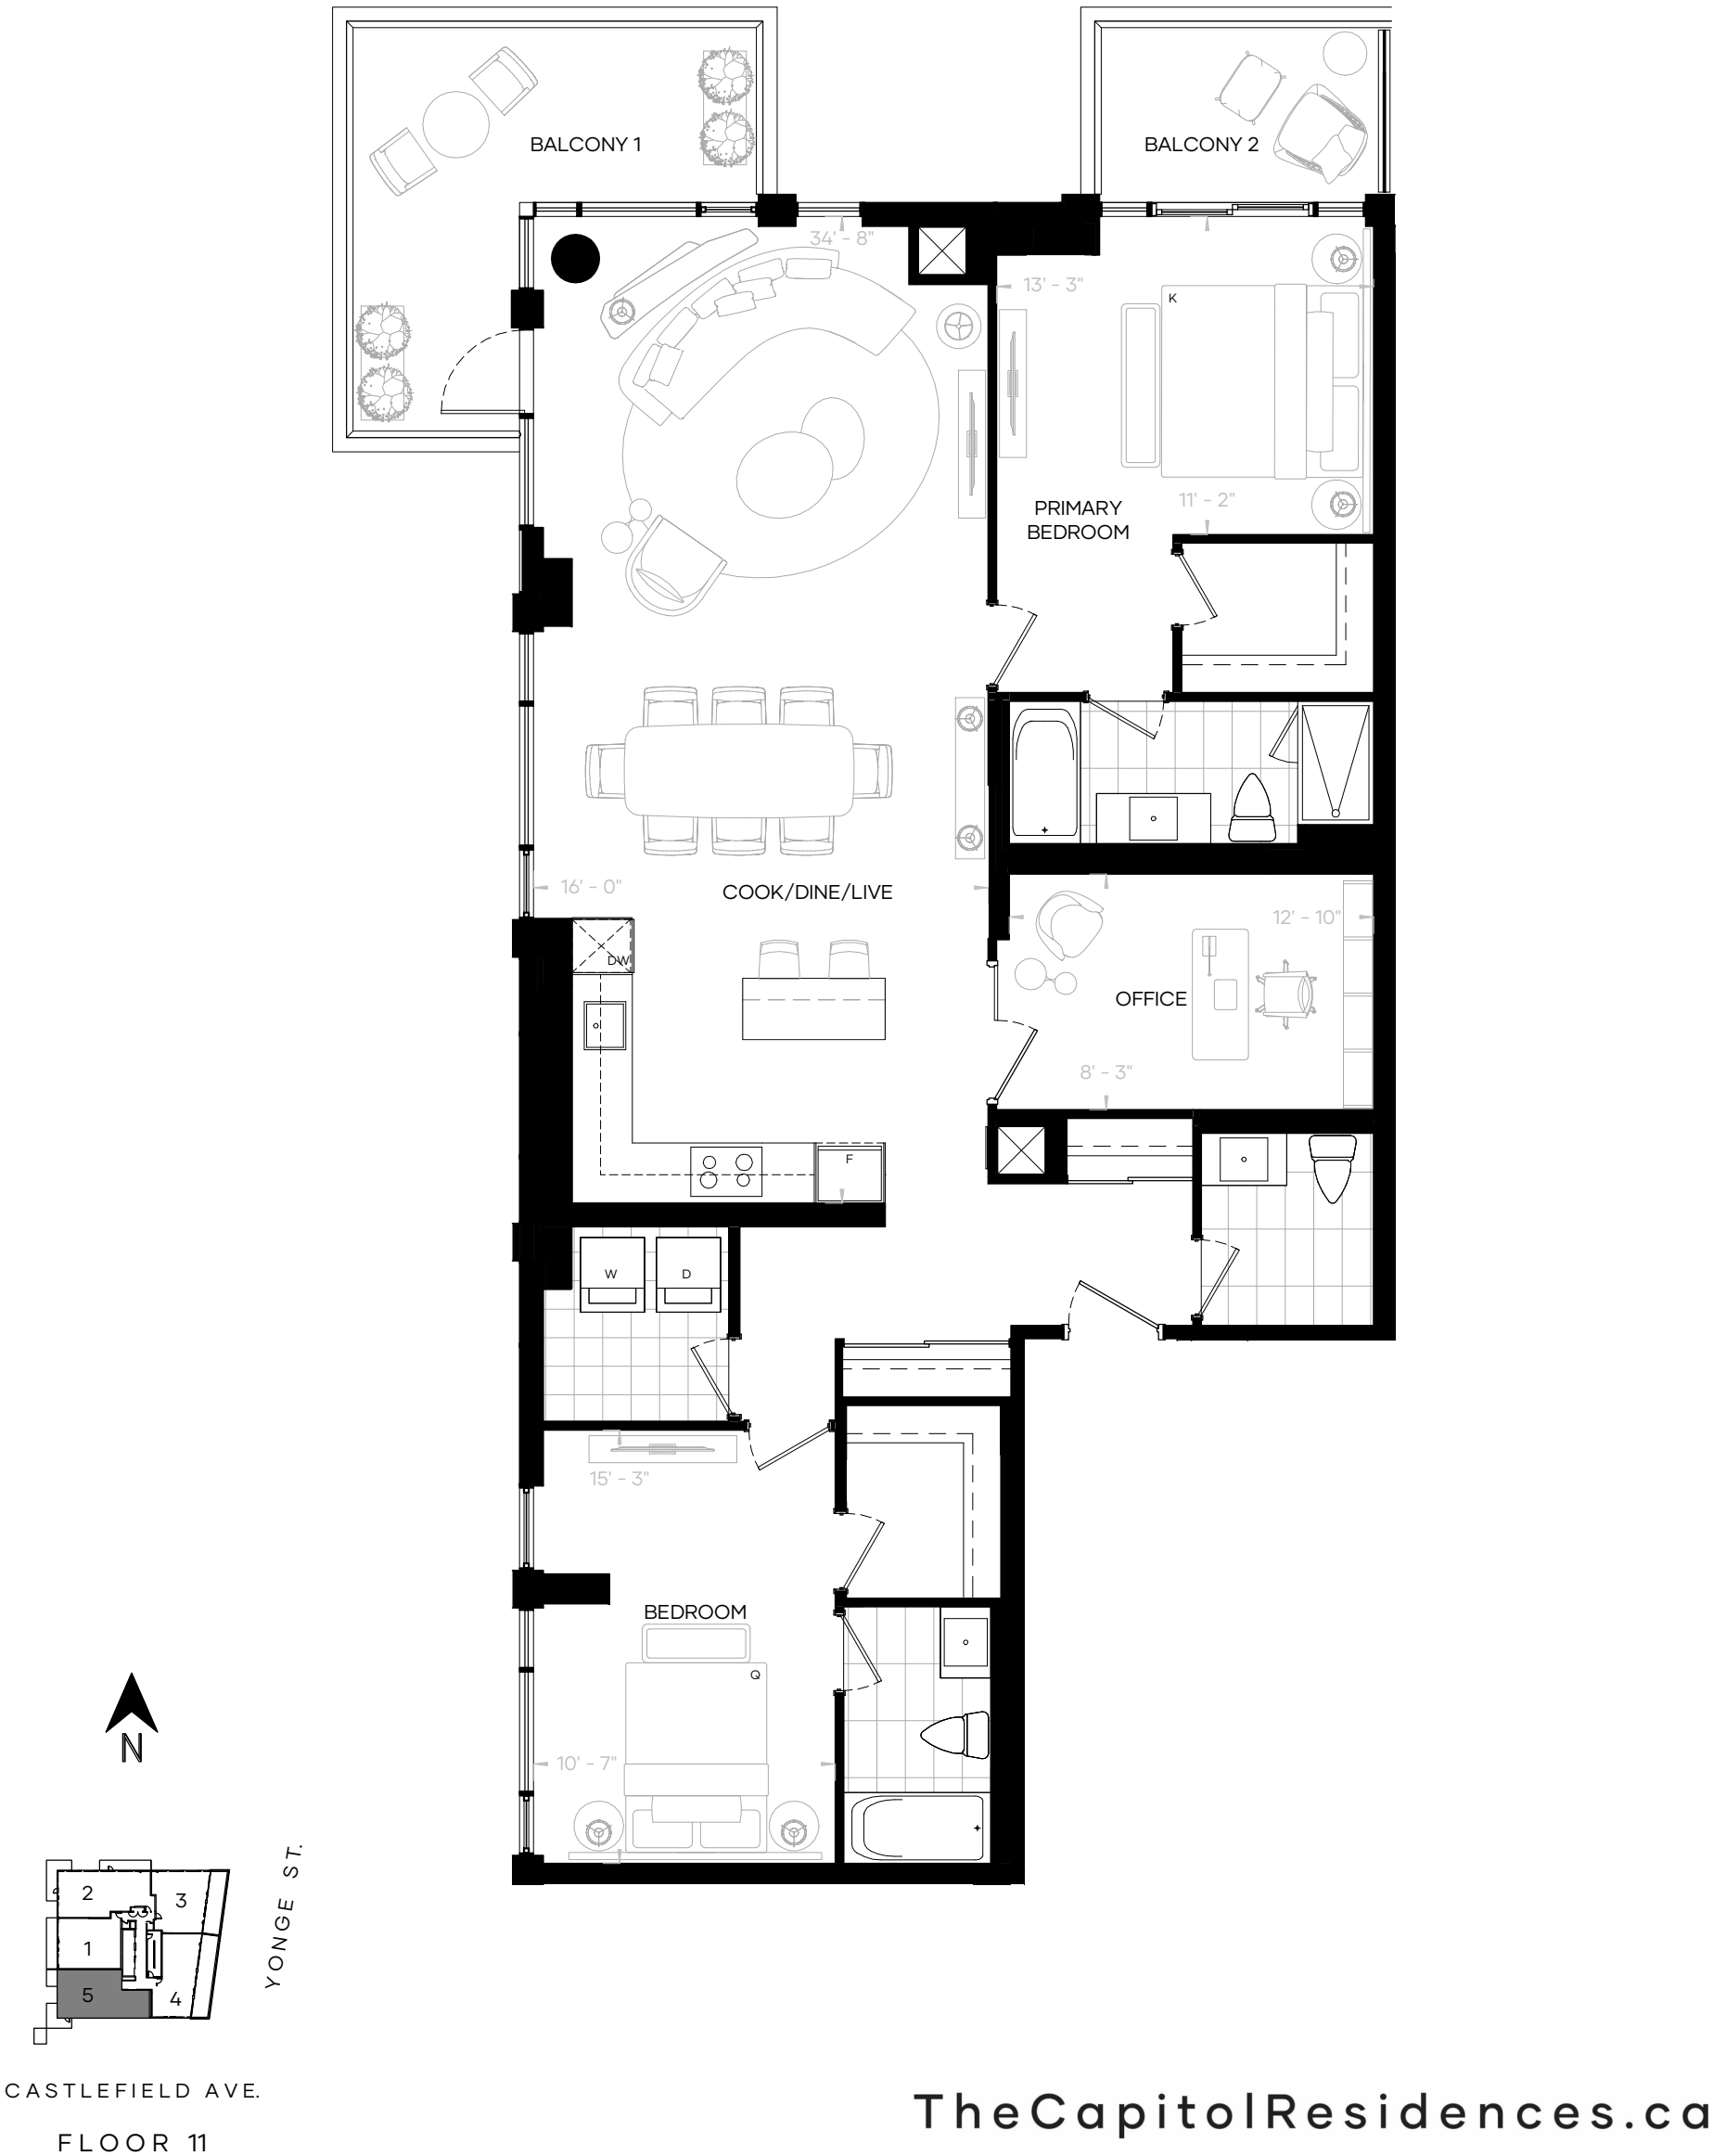 BALCONY 1
BALCONY 2
34' - 8"
13' - 3"
K
11' - 2"
PRIMARY
BEDROOM
16' - 0"
COOK/DINE/LIVE
12' - 10"
DW
OFFICE
8' - 3"
F
W
D
15' - 3"
BEDROOM
Q
10' - 7"
N
YONGE ST.
2
3
1
5
4
CASTLEFIELD AVE.
FLOOR 11
TheCapitolResidences.ca